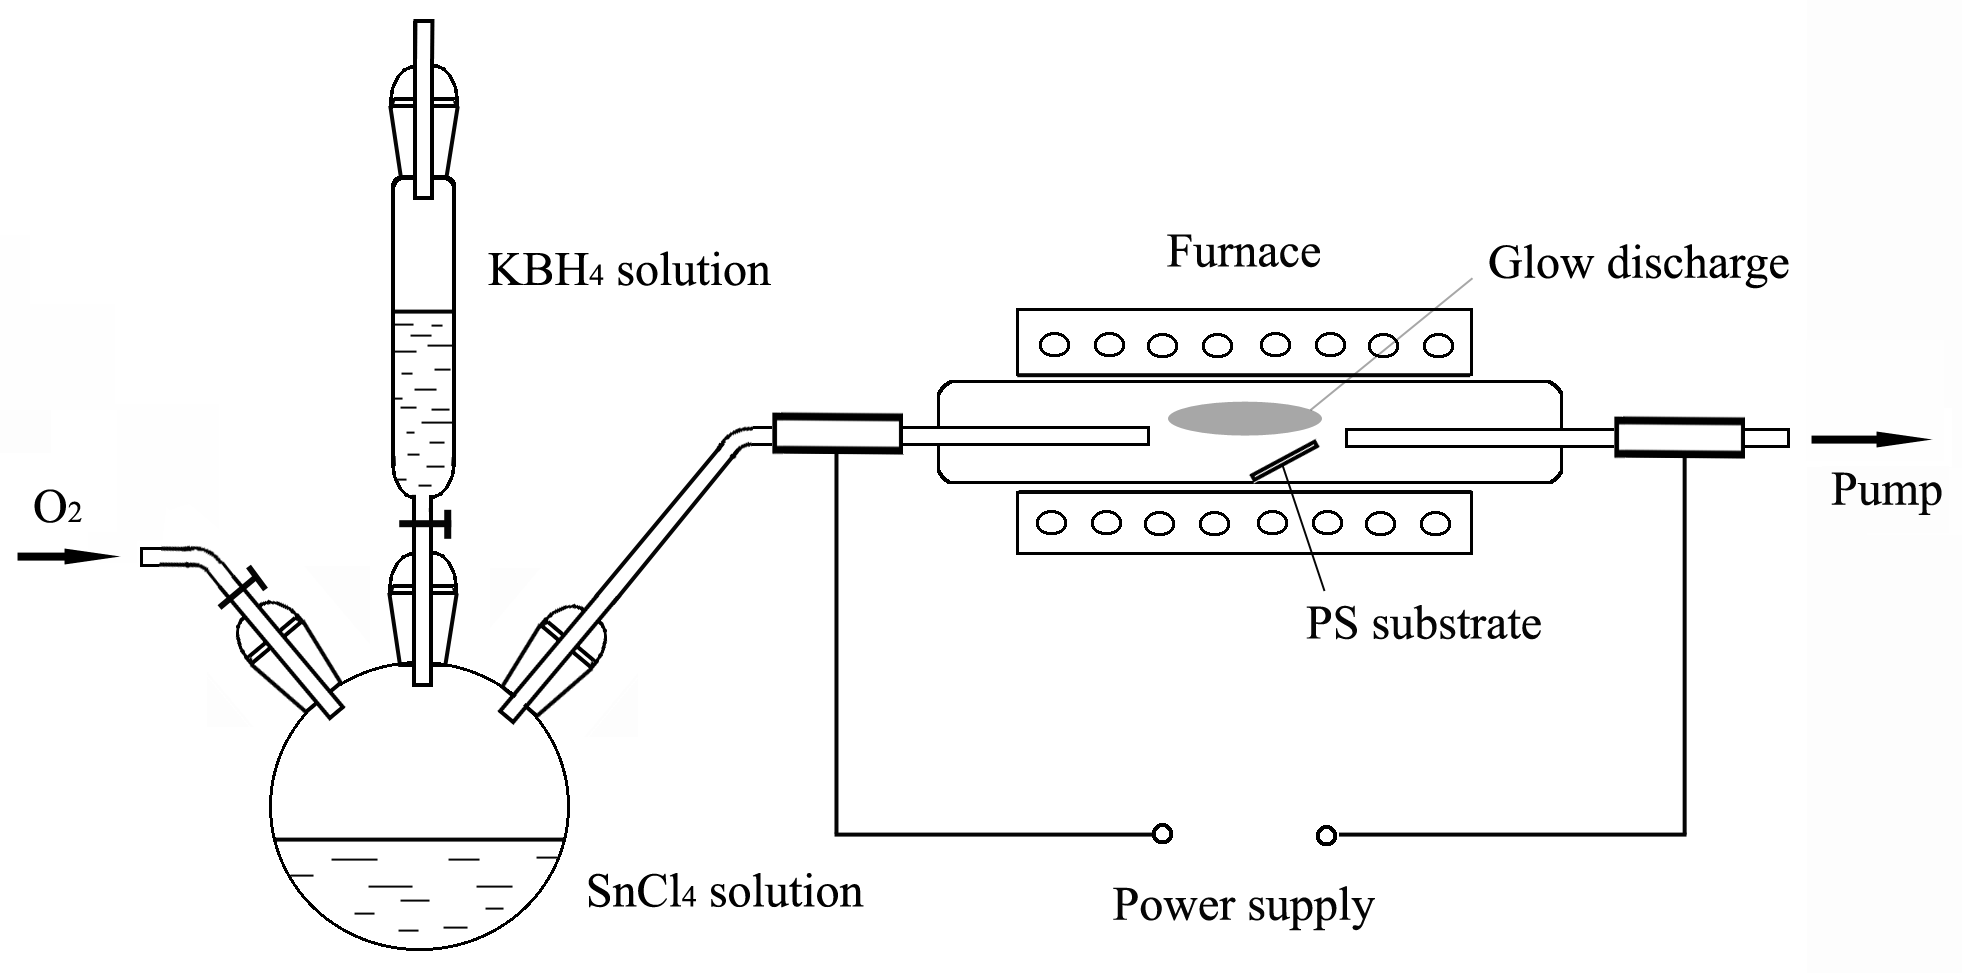 KBH4 solution
Furnace
Glow discharge
O2
Pump
PS substrate
SnCl4 solution
Power supply